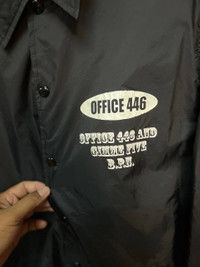 OFFICE 446
OFFICE 446 AND
GIMME FIVE
B.P.N.